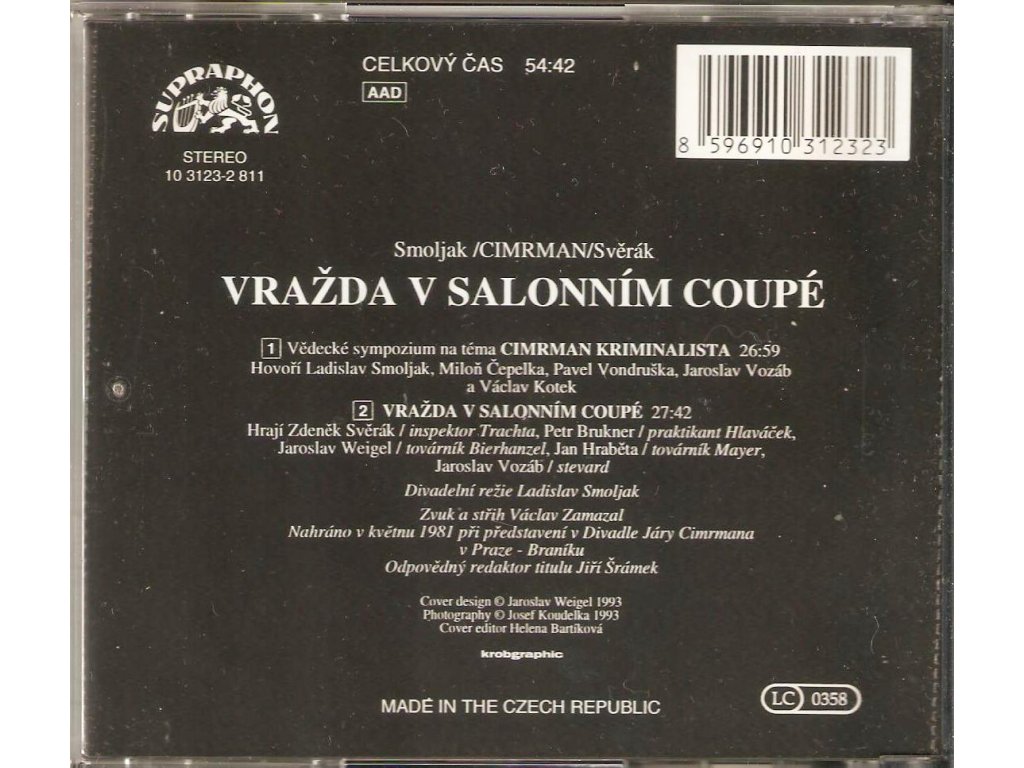 SUPRAPHON
STEREO
10 3123-2 811
CELKOVÝ ČAS 54:42
AAD
8 596910 312323
Smoljak /CIMRMAN/Svěrák
VRAŽDA V SALONNÍM COUPÉ
1 Vědecké sympozium na téma CIMRMAN KRIMINALISTA 26:59
Hovoří Ladislav Smoljak, Miloň Čepelka, Pavel Vondruška, Jaroslav Vozáb
a Václav Kotek
2 VRAŽDA V SALONNÍM COUPÉ 27:42
Hrají Zdeněk Svěrák / inspektor Trachta, Petr Brukner / praktikant Hlaváček,
Jaroslav Weigel / továrník Bierhanzel, Jan Hraběta / továrník Mayer,
Jaroslav Vozáb / stevard
Divadelní režie Ladislav Smoljak
Zvuk a střih Václav Zamazal
Nahráno v květnu 1981 při představení v Divadle Járy Cimrmana
v Praze - Braníku
Odpovědný redaktor titulu Jiří Šrámek
Cover design © Jaroslav Weigel 1993
Photography © Josef Koudelka 1993
Cover editor Helena Bartíková
krobgraphic
MADE IN THE CZECH REPUBLIC
LC 0358